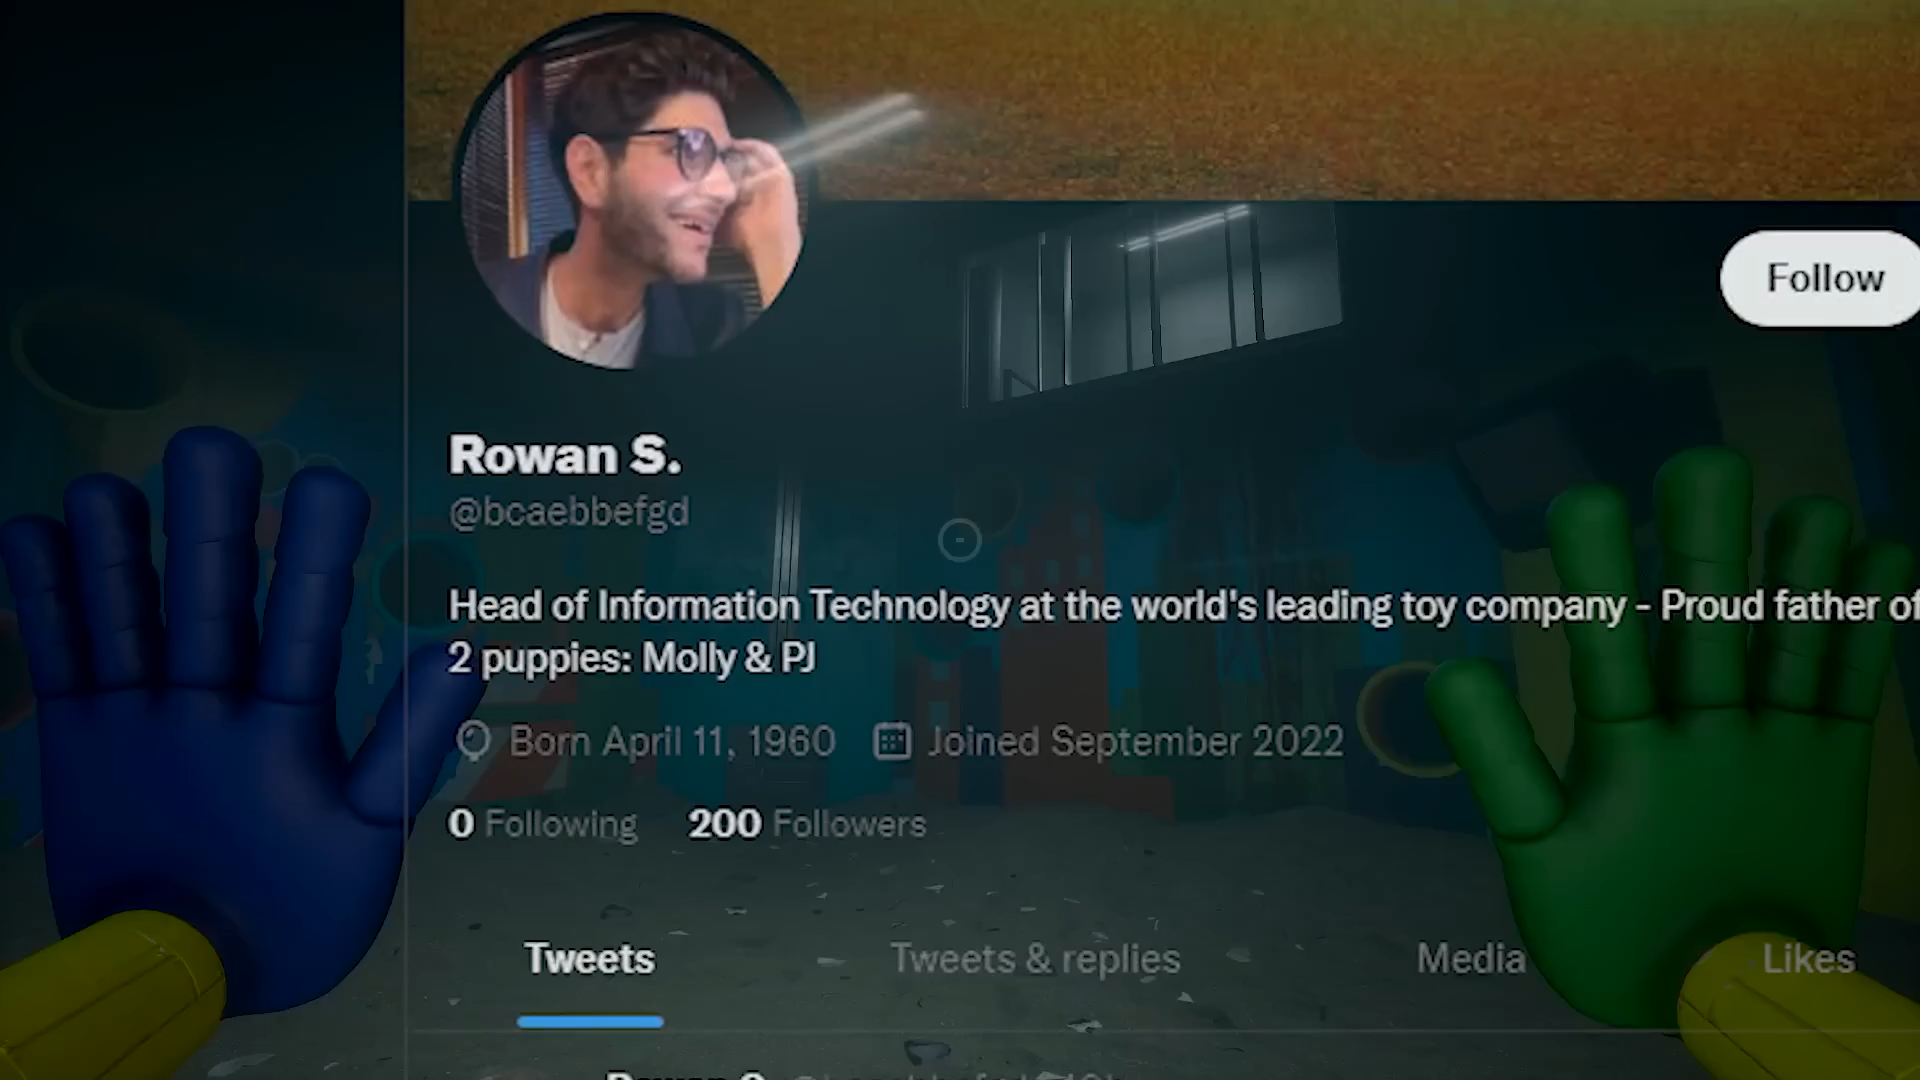 Follow
Rowan S.
@bcaebbefgd
Head of Information Technology at the world's leading toy company - Proud father of
2 puppies: Molly & PJ
Born April 11, 1960 Joined September 2022
0 Following 200 Followers
Tweets Tweets & replies Media Likes